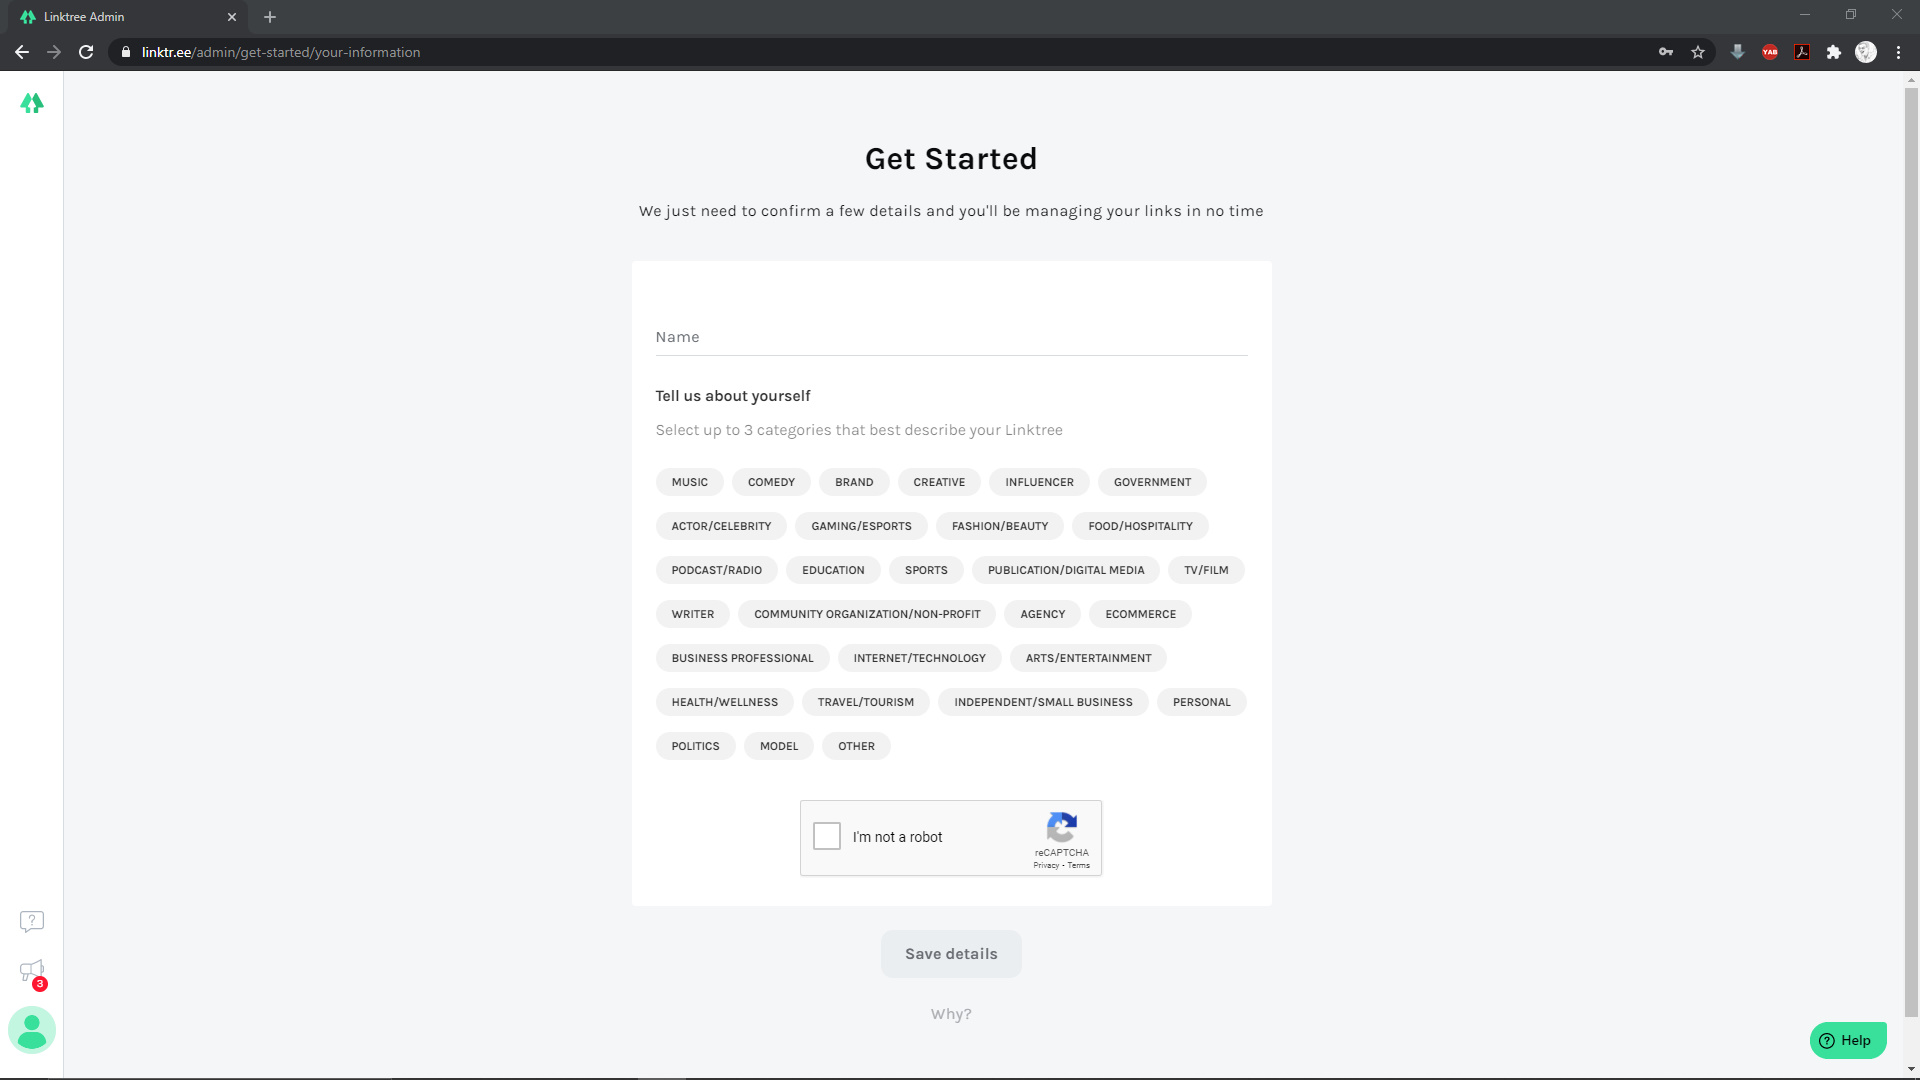 Linktree Admin
linktr.ee/admin/get-started/your-information
YAB
Get Started
We just need to confirm a few details and you'll be managing your links in no time
Name
Tell us about yourself
Select up to 3 categories that best describe your Linktree
MUSIC COMEDY BRAND CREATIVE INFLUENCER GOVERNMENT
ACTOR/CELEBRITY GAMING/ESPORTS FASHION/BEAUTY FOOD/HOSPITALITY
PODCAST/RADIO EDUCATION SPORTS PUBLICATION/DIGITAL MEDIA TV/FILM
WRITER COMMUNITY ORGANIZATION/NON-PROFIT AGENCY ECOMMERCE
BUSINESS PROFESSIONAL INTERNET/TECHNOLOGY ARTS/ENTERTAINMENT
HEALTH/WELLNESS TRAVEL/TOURISM INDEPENDENT/SMALL BUSINESS PERSONAL
POLITICS MODEL OTHER
I'm not a robot
reCAPTCHA
Privacy - Terms
Save details
Why?
?
3
? Help